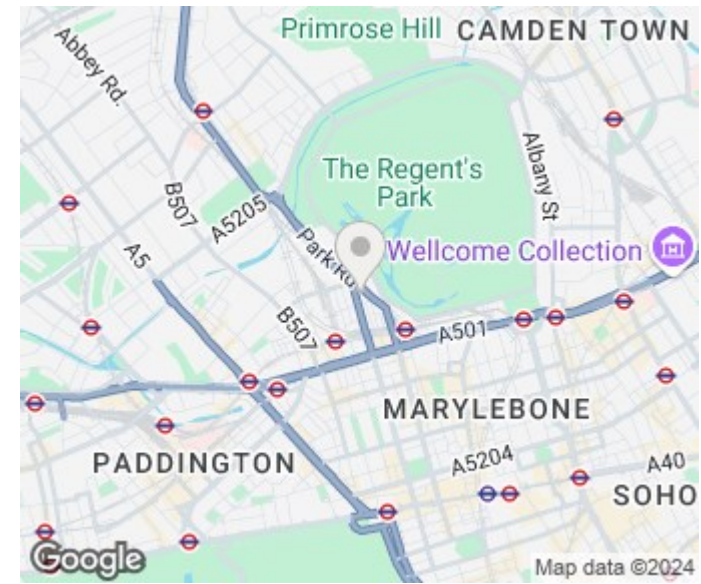 Primrose Hill
CAMDEN TOWN
Abbey Rd.
The Regent's
Park
Albany St
B507
A5205
A5
Park Rd
Wellcome Collection
B507
A501
MARYLEBONE
PADDINGTON
A5204
A40
SOHO
Google
Map data ©2024